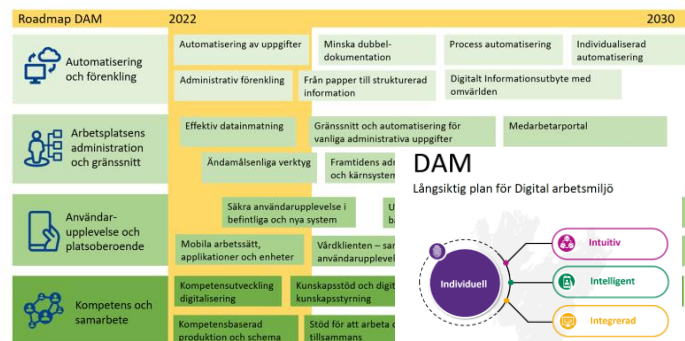 Roadmap DAM 2022 2030
Automatisering
och förenkling
Automatisering av uppgifter
Minska dubbel-
dokumentation
Process automatisering
Individualiserad
automatisering
Administrativ förenkling
Från papper till strukturerad
information
Digitalt Informationsutbyte med
omvärlden
Arbetsplatsens
administration
och gränssnitt
Effektiv datainmatning
Gränssnitt och automatisering för
vanliga administrativa uppgifter
Medarbetarportal
Ändamålsenliga verktyg
Framtidens
och kärnsystem
Användar-
upplevelse och
platsoberoende
Säkra användarupplevelse i
befintliga och nya system
Mobila arbetssätt,
applikationer och enheter
Vårdklienten –
Kompetens och
samarbete
Kompetensutveckling
digitalisering
Kunskapsstöd och
kunskapsstyrning
Kompetensbaserad
produktion och schema
Stöd för att arbeta
tillsammans
DAM
Långsiktig plan för Digital arbetsmiljö
Individuell
Intuitiv
Intelligent
Integrerad